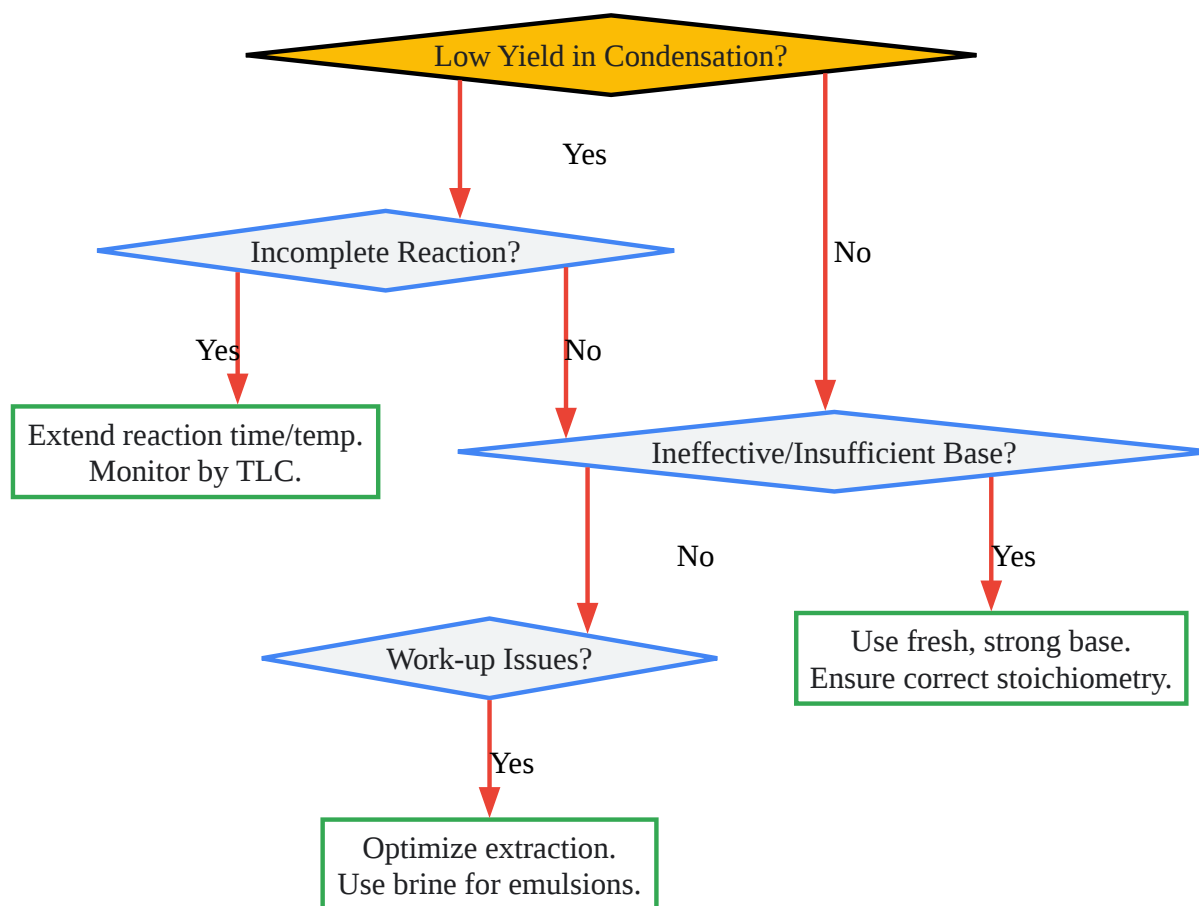 Low Yield in Condensation?
Yes
Incomplete Reaction?
No
Yes
No
Extend reaction time/temp.
Monitor by TLC.
Ineffective/Insufficient Base?
No
Yes
Work-up Issues?
Use fresh, strong base.
Ensure correct stoichiometry.
Yes
Optimize extraction.
Use brine for emulsions.